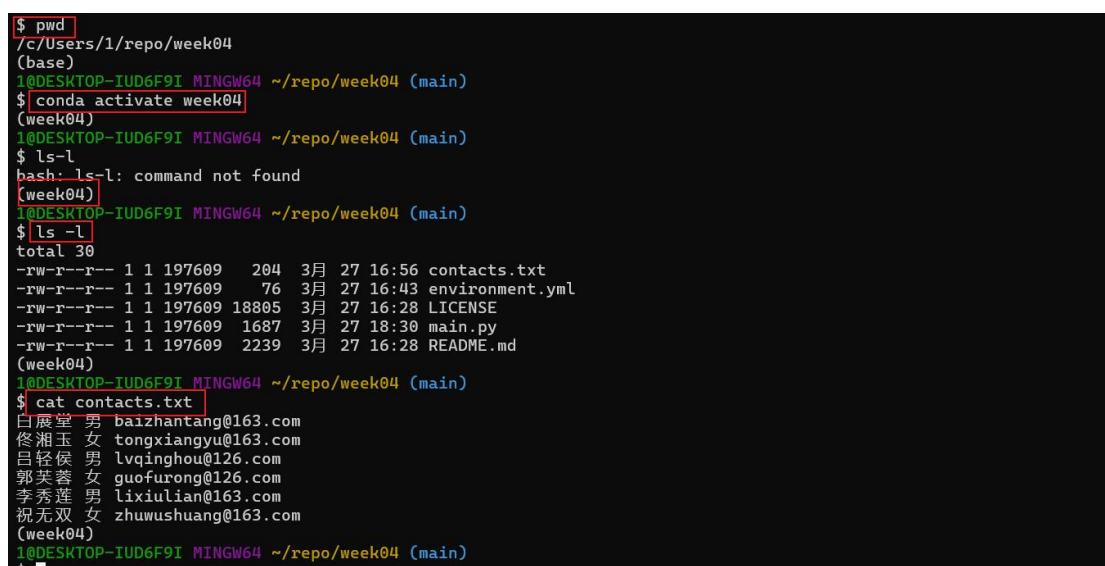 $ pwd
/c/Users/1/repo/week04
(base)
1@DESKTOP-IUD6F9I MINGW64 ~/repo/week04 (main)
$ conda activate week04
(week04)
1@DESKTOP-IUD6F9I MINGW64 ~/repo/week04 (main)
$ ls-l
bash: ls-l: command not found
(week04)
1@DESKTOP-IUD6F9I MINGW64 ~/repo/week04 (main)
$ ls -l
total 30
-rw-r--r-- 1 1 197609   204  3月  27 16:56 contacts.txt
-rw-r--r-- 1 1 197609    76  3月  27 16:43 environment.yml
-rw-r--r-- 1 1 197609 18805  3月  27 16:28 LICENSE
-rw-r--r-- 1 1 197609  1687  3月  27 18:30 main.py
-rw-r--r-- 1 1 197609  2239  3月  27 16:28 README.md
(week04)
1@DESKTOP-IUD6F9I MINGW64 ~/repo/week04 (main)
$ cat contacts.txt
白展堂 男 baizhantang@163.com
佟湘玉 女 tongxiangyu@163.com
吕轻侯 男 lvqinghou@126.com
郭芙蓉 女 guofurong@126.com
李秀莲 男 lixiulian@163.com
祝无双 女 zhuwushuang@163.com
(week04)
1@DESKTOP-IUD6F9I MINGW64 ~/repo/week04 (main)